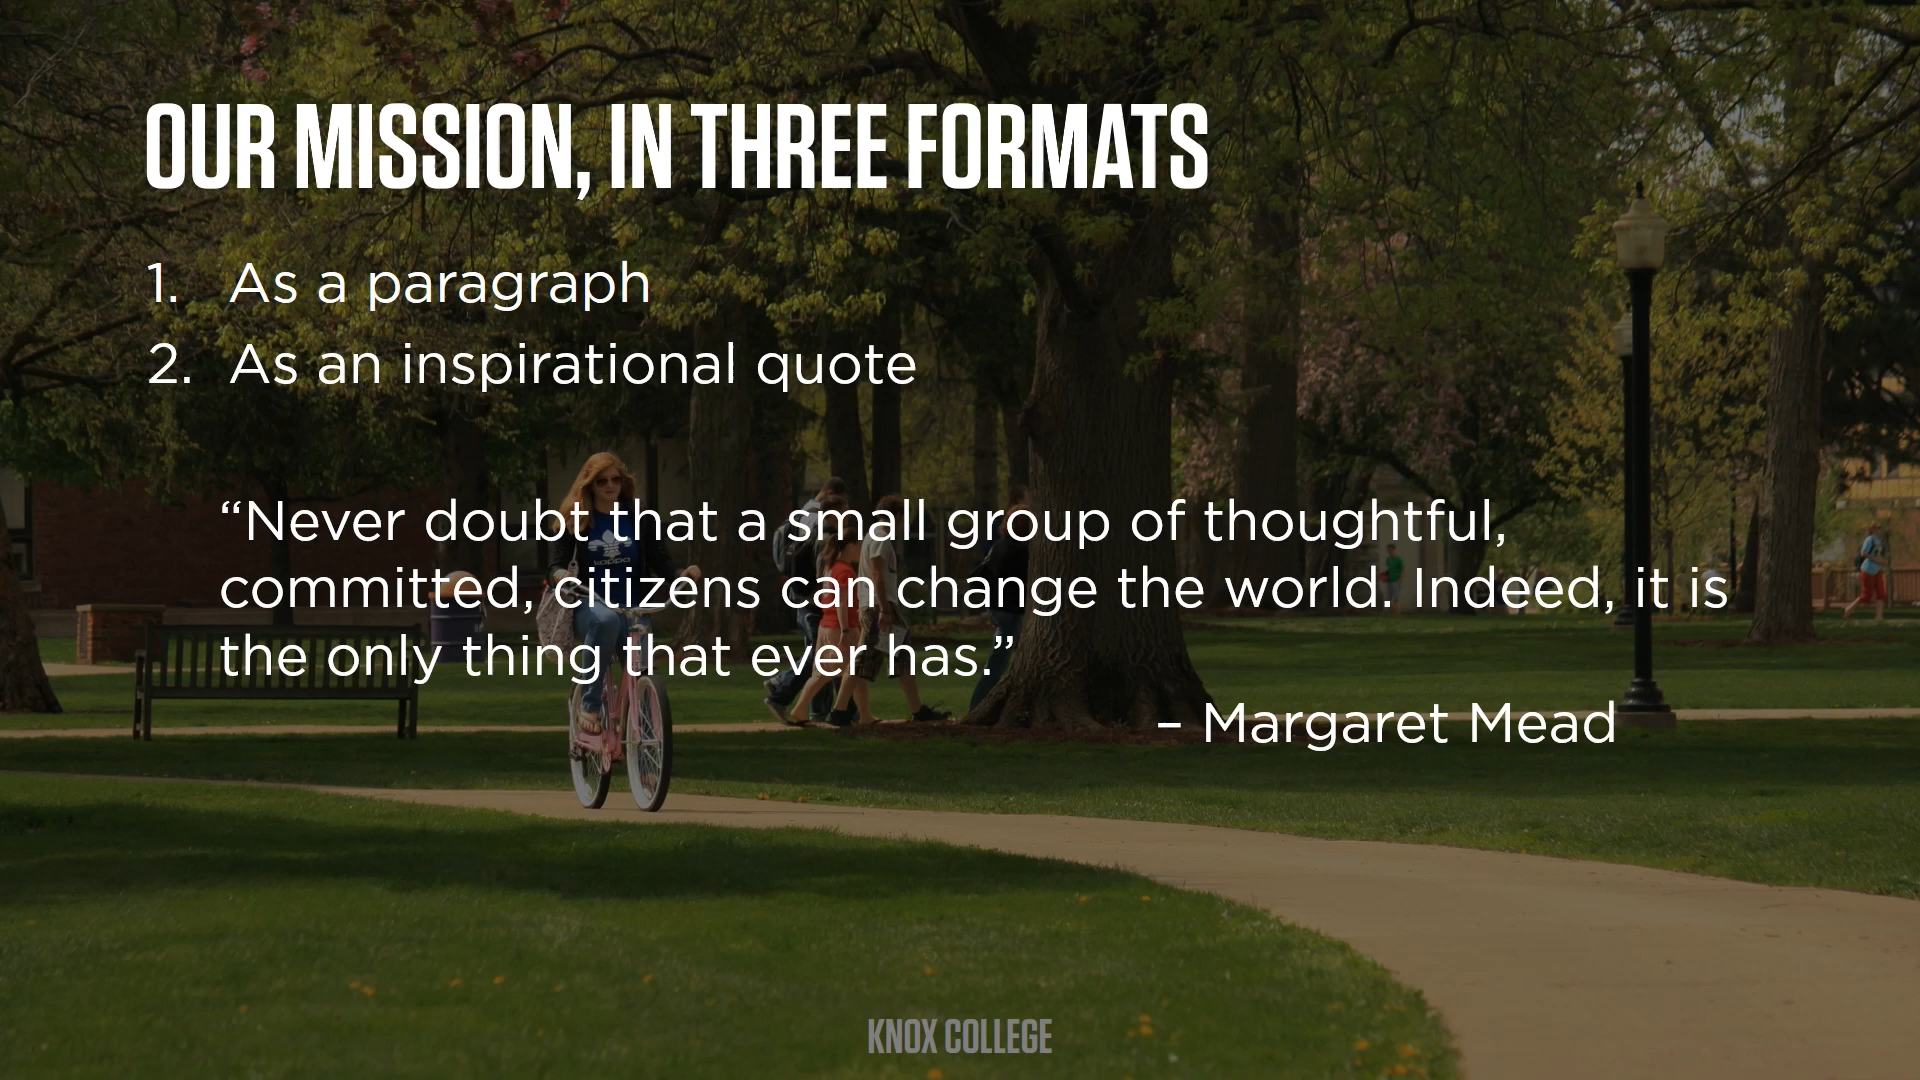 OUR MISSION, IN THREE FORMATS
1. As a paragraph
2. As an inspirational quote
“Never doubt that a small group of thoughtful,
committed, citizens can change the world. Indeed, it is
the only thing that ever has.”
– Margaret Mead
kappa
KNOX COLLEGE